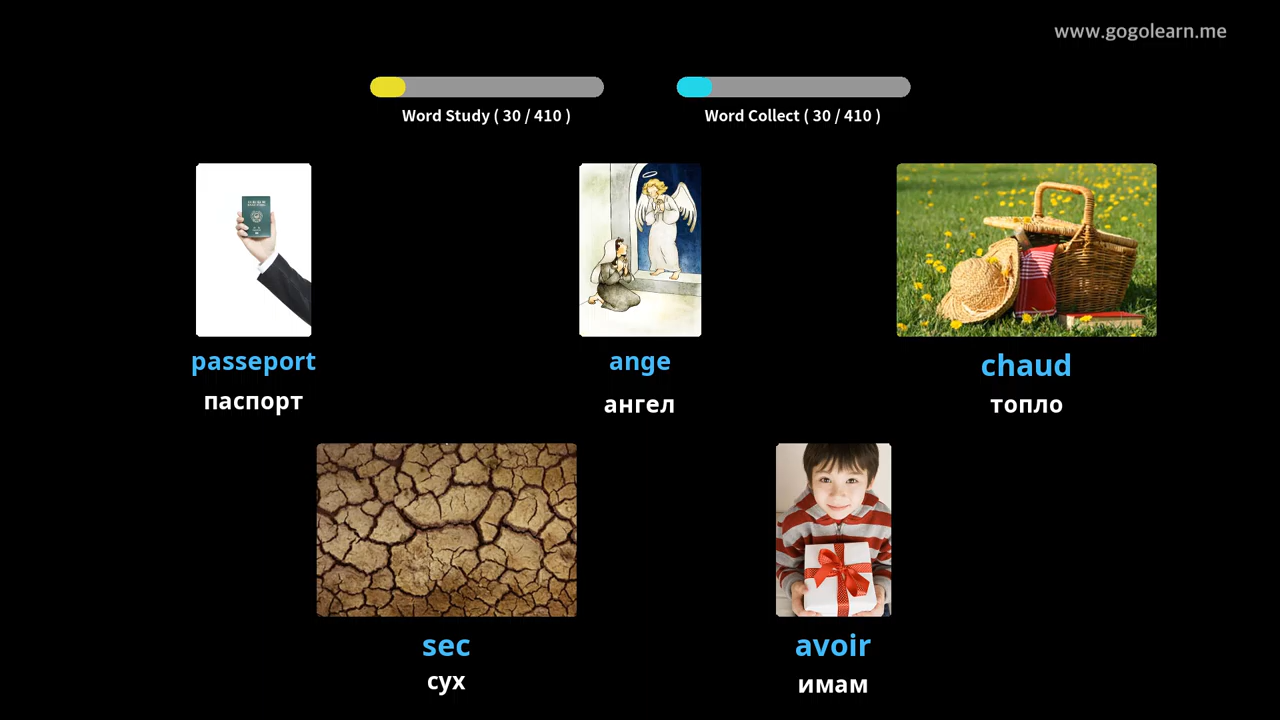 www.gogolearn.me
Word Study ( 30 / 410 )
Word Collect ( 30 / 410 )
passeport
паспорт
ange
ангел
chaud
топло
sec
сух
avoir
имам